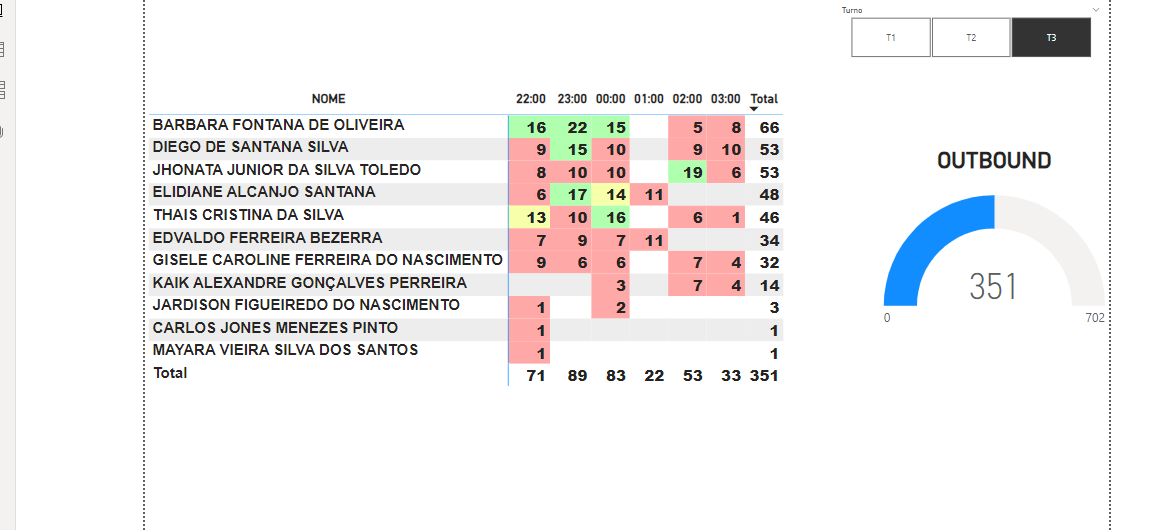 Turno
T1 T2 T3
NOME 22:00 23:00 00:00 01:00 02:00 03:00 Total
BARBARA FONTANA DE OLIVEIRA 16 22 15 5 8 66
DIEGO DE SANTANA SILVA 9 15 10 9 10 53
JHONATA JUNIOR DA SILVA TOLEDO 8 10 10 19 6 53
ELIDIANE ALCANJO SANTANA 6 17 14 11 48
THAIS CRISTINA DA SILVA 13 10 16 6 1 46
EDVALDO FERREIRA BEZERRA 7 9 7 11 34
GISELE CAROLINE FERREIRA DO NASCIMENTO 9 6 6 7 4 32
KAIK ALEXANDRE GONÇALVES PERREIRA 3 7 4 14
JARDISON FIGUEIREDO DO NASCIMENTO 1 2 3
CARLOS JONES MENEZES PINTO 1 1
MAYARA VIEIRA SILVA DOS SANTOS 1 1
Total 71 89 83 22 53 33 351
OUTBOUND
351
0 702